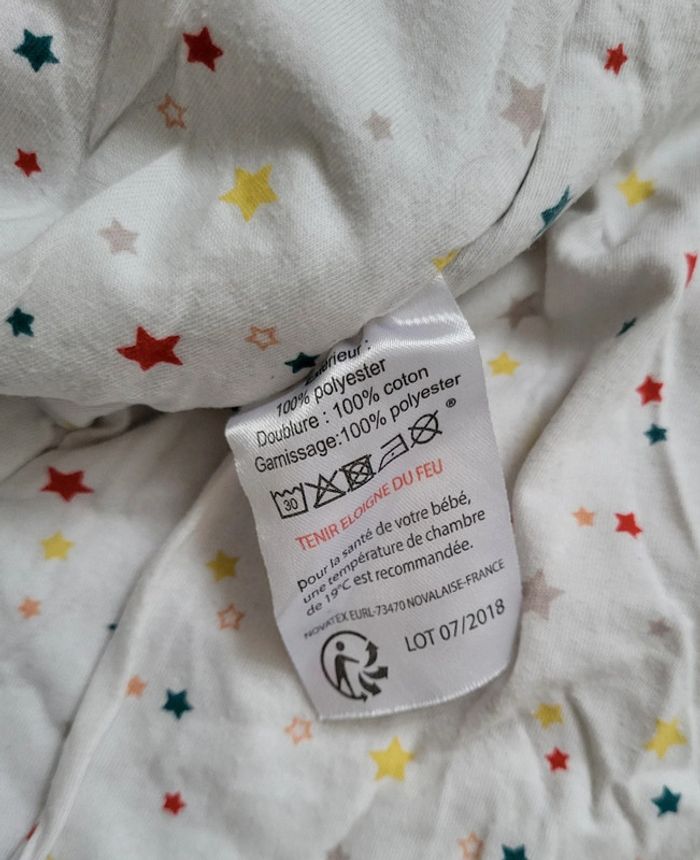 100% polyester
Doublure : 100% coton
Garnissage:100% polyester
30
®
TENIR ELOIGNE DU FEU
pour la santé de votre bébé,
une température de chambre
de 19°C est recommandée.
NOVATEX EURL-73470 NOVALAISE-FRANCE
LOT 07/2018